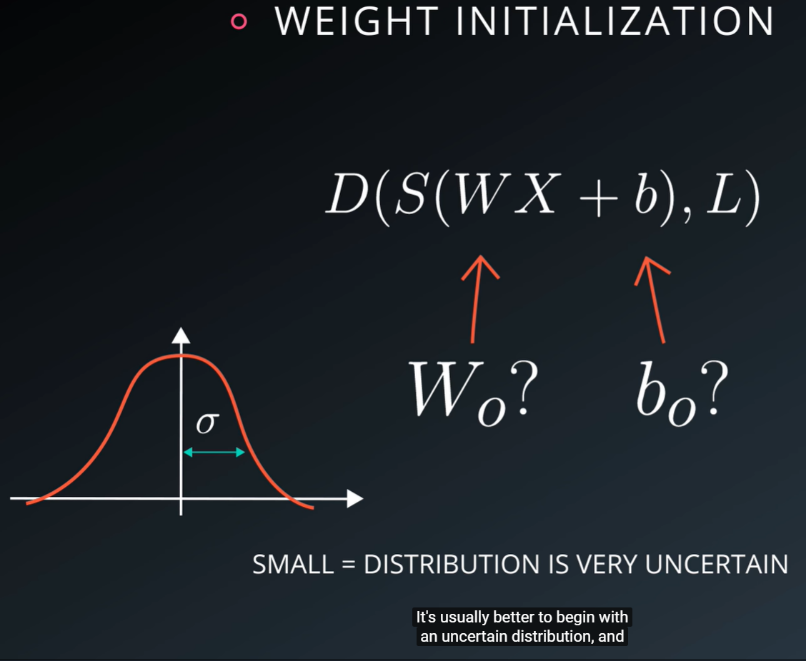 WEIGHT INITIALIZATION
D(S(WX + b), L)
W₀? b₀?
σ
SMALL = DISTRIBUTION IS VERY UNCERTAIN
It's usually better to begin with
an uncertain distribution, and